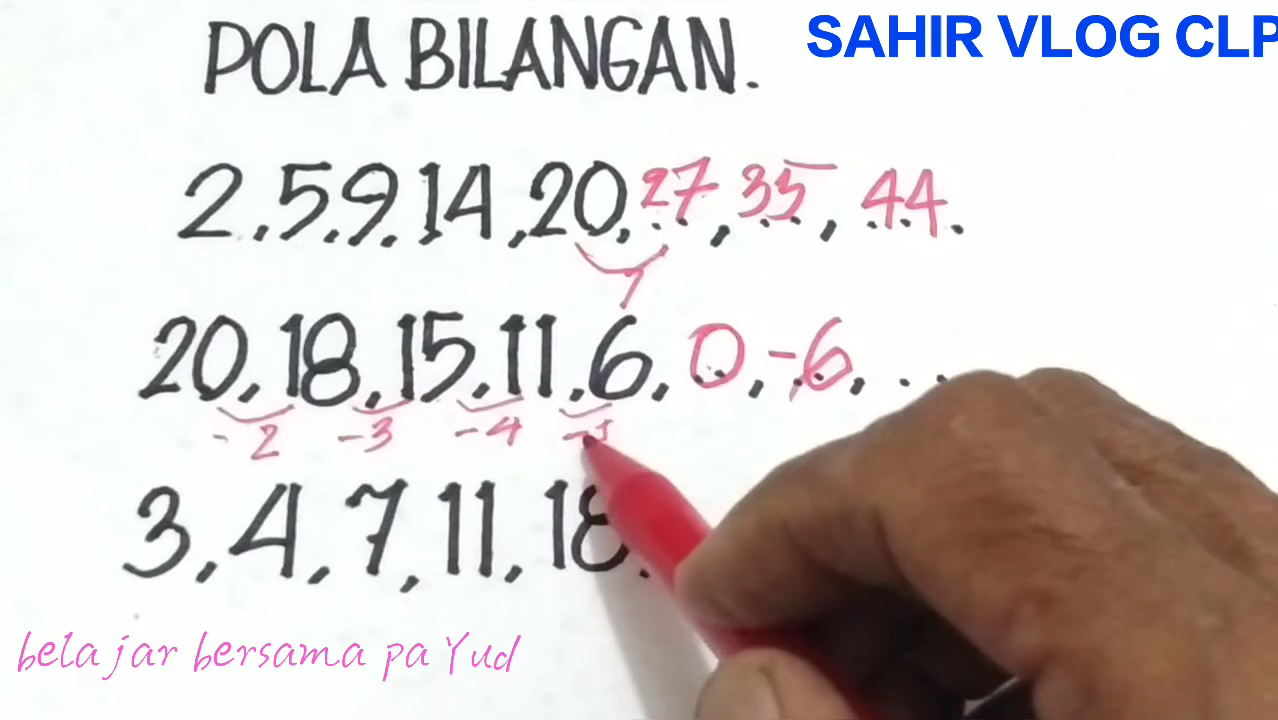 POLA BILANGAN.
SAHIR VLOG CLP
2.5.9.14,20,27,35,44.
7
20.18.15.11.6,0,-6,...
-2 -3 -4 -5
3,4,7,11,18.
belajar bersama pa Yud